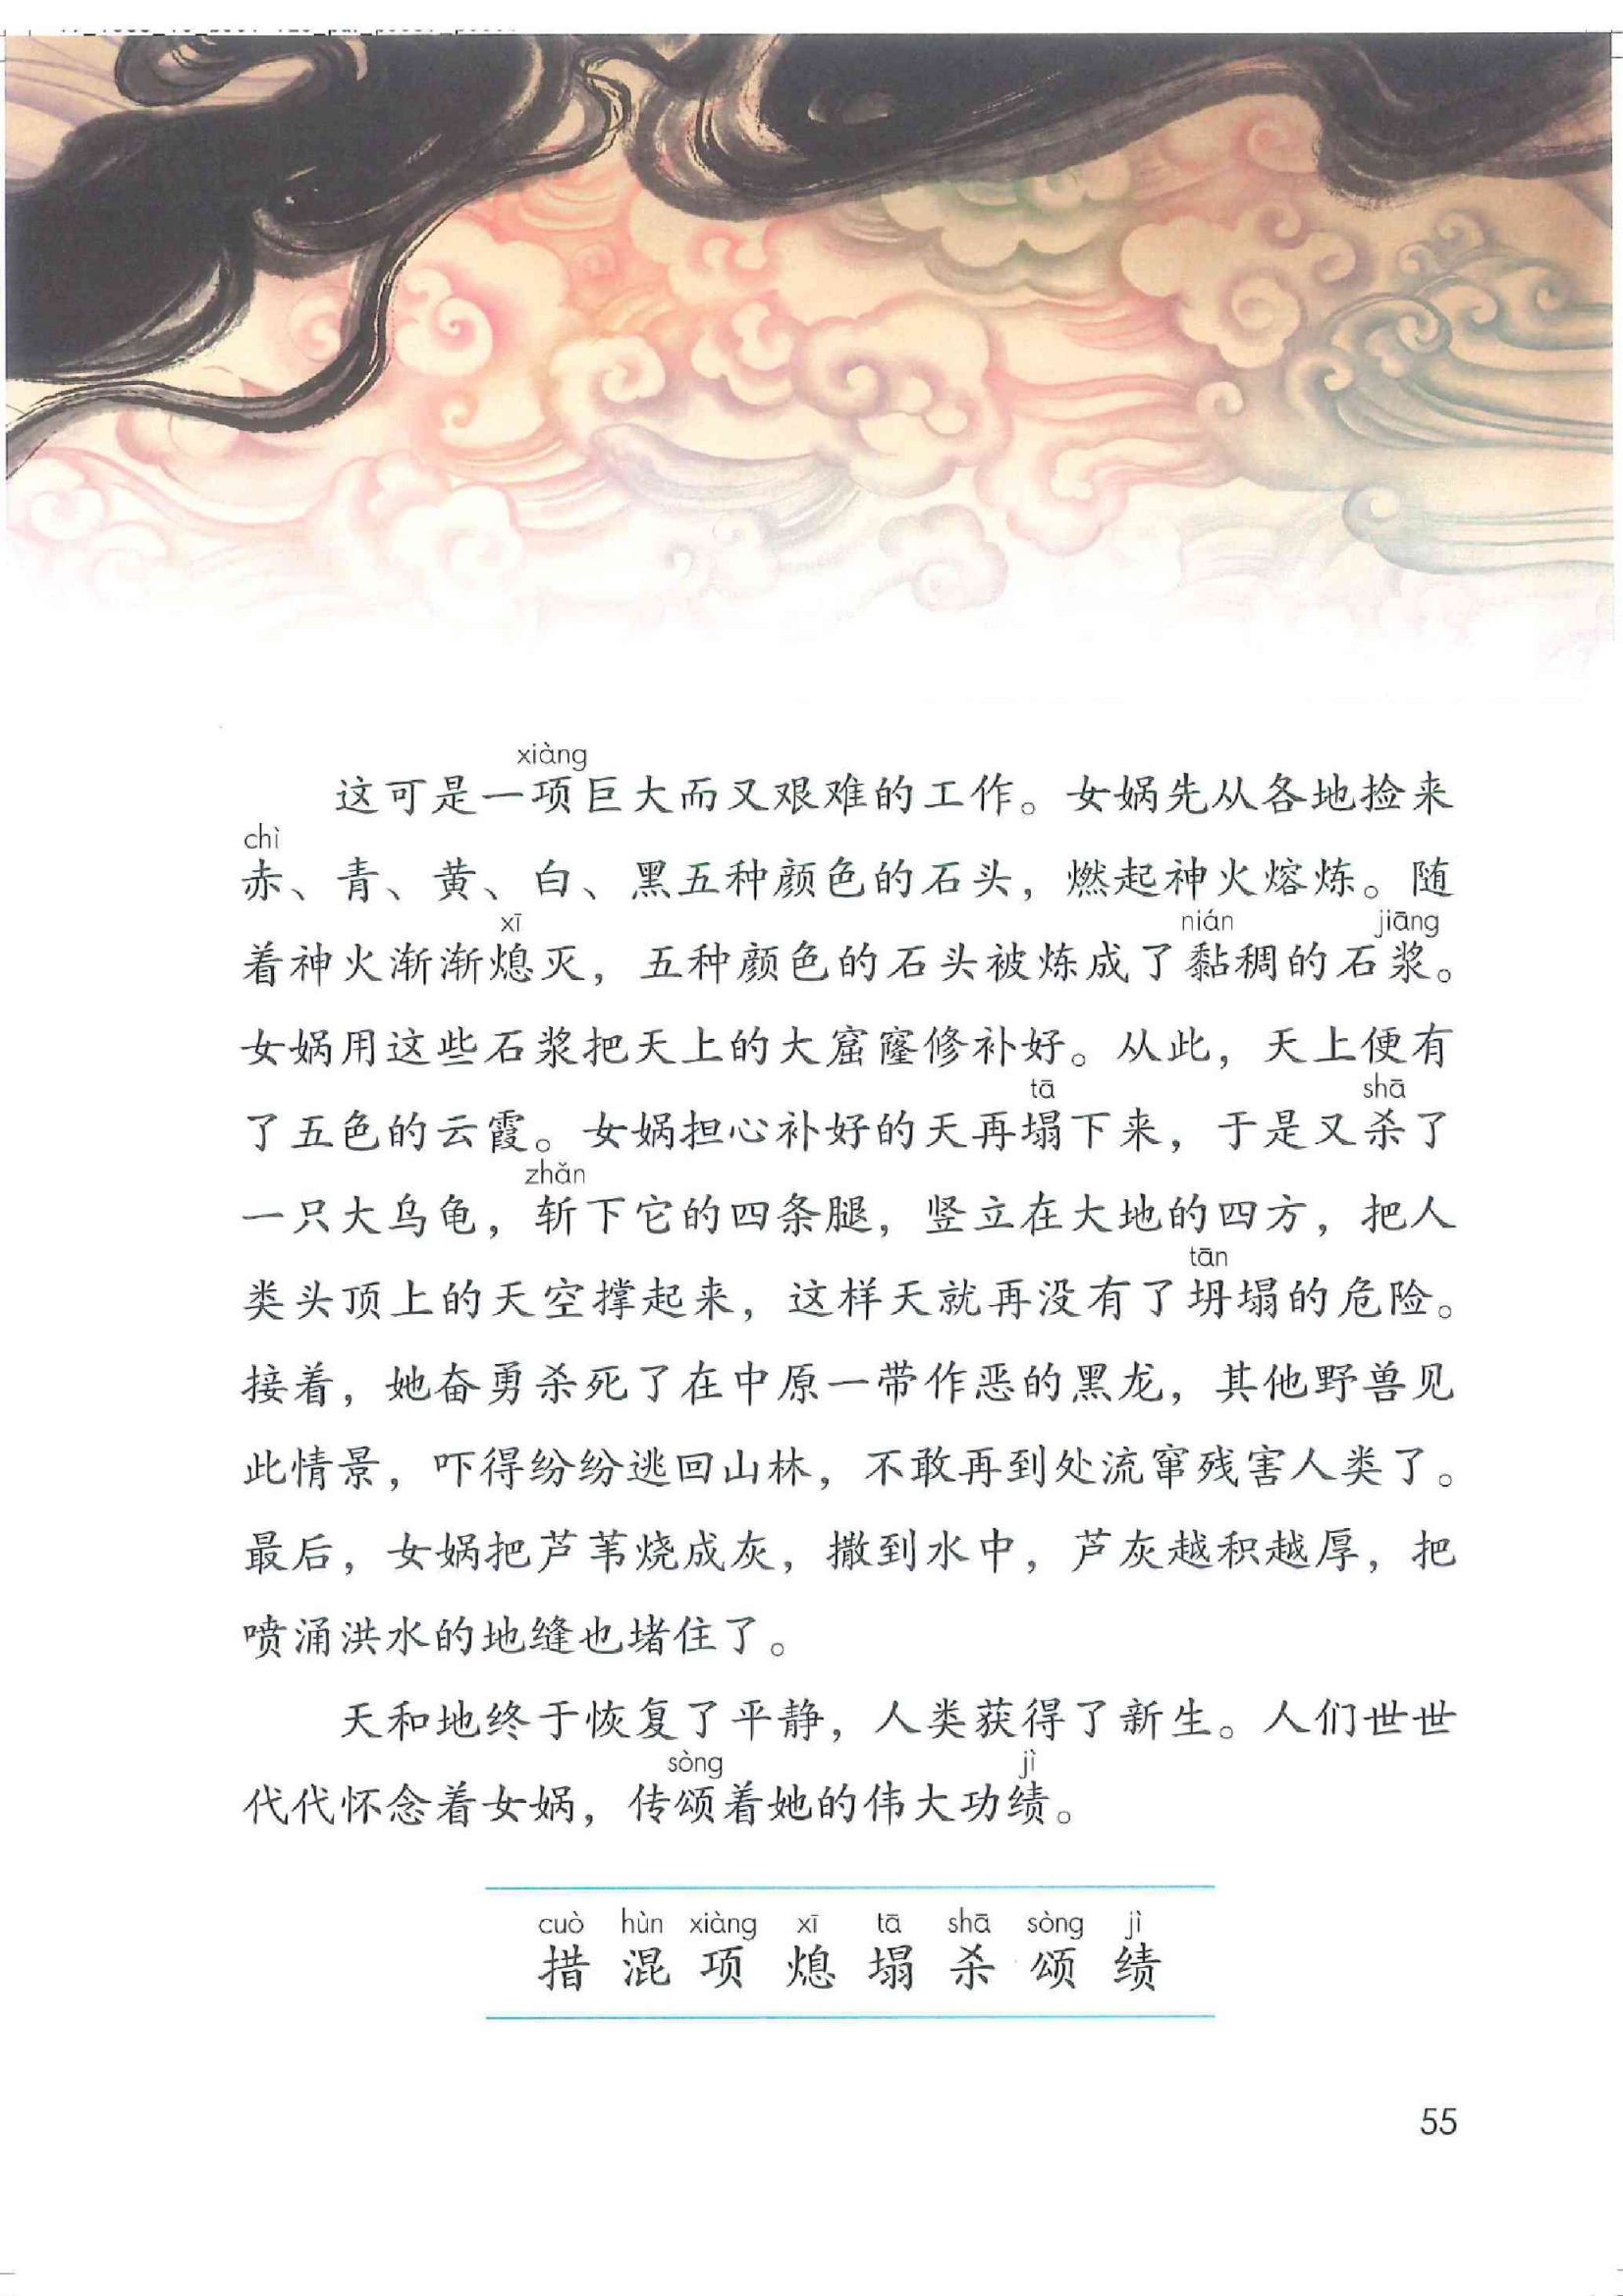 xiàng
这可是一项巨大而又艰难的工作。女娲先从各地捡来
chì
赤、青、黄、白、黑五种颜色的石头，燃起神火熔炼。随
xī nián jiāng
着神火渐渐熄灭，五种颜色的石头被炼成了黏稠的石浆。
女娲用这些石浆把天上的大窟窿修补好。从此，天上便有
tā shā
了五色的云霞。女娲担心补好的天再塌下来，于是又杀了
zhǎn
一只大乌龟，斩下它的四条腿，竖立在大地的四方，把人
tān
类头顶上的天空撑起来，这样天就再没有了坍塌的危险。
接着，她奋勇杀死了在中原一带作恶的黑龙，其他野兽见
此情景，吓得纷纷逃回山林，不敢再到处流窜残害人类了。
最后，女娲把芦苇烧成灰，撒到水中，芦灰越积越厚，把
喷涌洪水的地缝也堵住了。
天和地终于恢复了平静，人类获得了新生。人们世世
sòng jì
代代怀念着女娲，传颂着她的伟大功绩。
cuò hùn xiàng xī tā shā sòng jì
措 混 项 熄 塌 杀 颂 绩
55